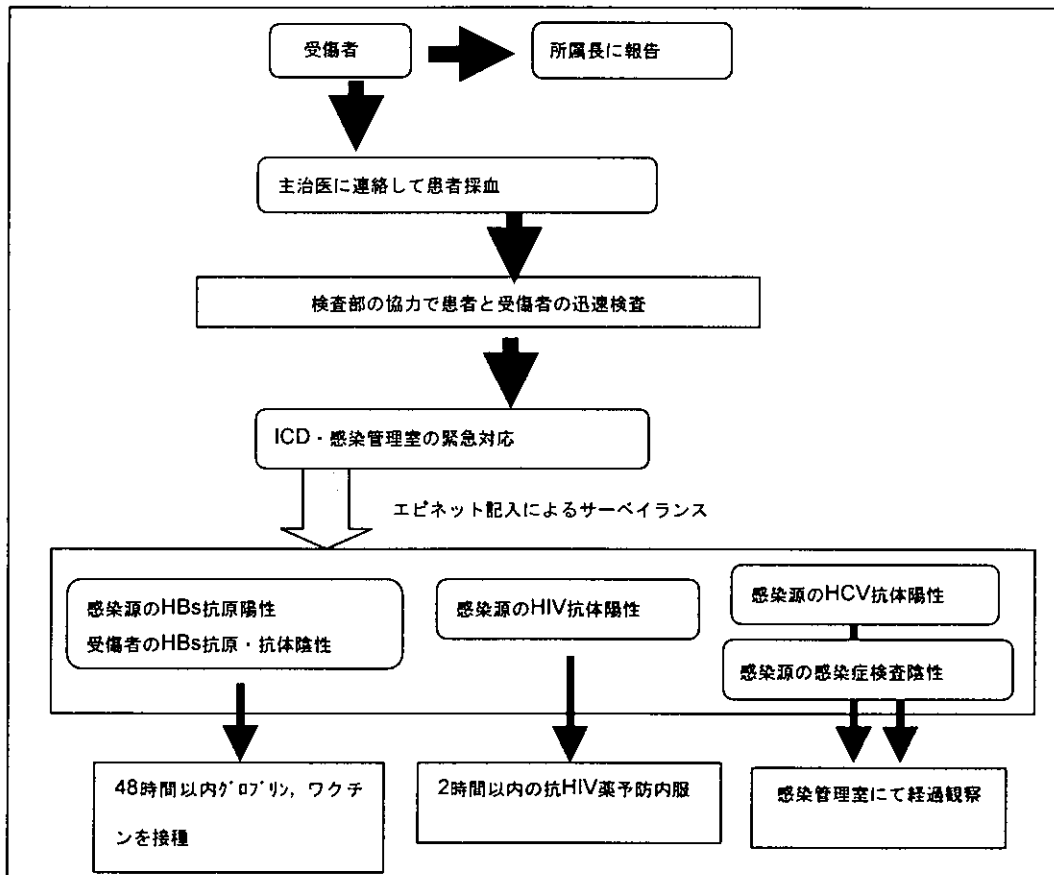 受傷者
所属長に報告
主治医に連絡して患者採血
検査部の協力で患者と受傷者の迅速検査
ICD・感染管理室の緊急対応
エピネット記入によるサーベイランス
感染源のHBs抗原陽性
受傷者のHBs抗原・抗体陰性
感染源のHIV抗体陽性
感染源のHCV抗体陽性
感染源の感染症検査陰性
48時間以内ｸﾞﾛﾌﾞﾘﾝ，ワクチ
ンを接種
2時間以内の抗HIV薬予防内服
感染管理室にて経過観察